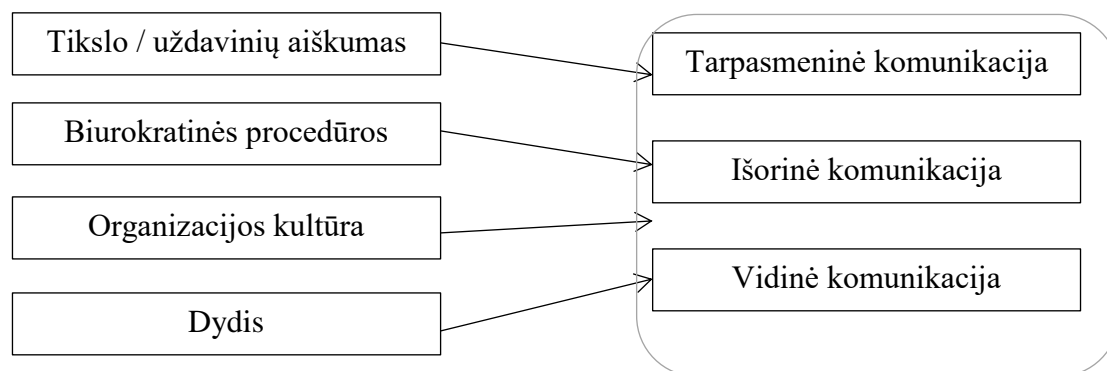 Tikslo / uždavinių aiškumas
Biurokratinės procedūros
Organizacijos kultūra
Dydis
Tarpasmeninė komunikacija
Išorinė komunikacija
Vidinė komunikacija